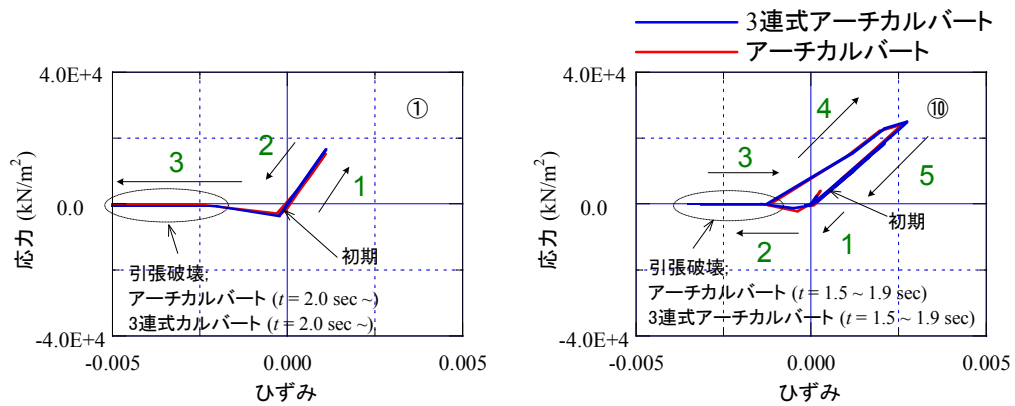 3連式アーチカルバート
アーチカルバート
4.0E+4
0.0
-4.0E+4
応力 (kN/m²)
①
2
3
1
初期
引張破壊;
アーチカルバート (t = 2.0 sec ~)
3連式カルバート (t = 2.0 sec ~)
-0.005
0.000
0.005
ひずみ
4.0E+4
0.0
-4.0E+4
応力 (kN/m²)
⑩
4
3
5
初期
1
2
引張破壊;
アーチカルバート (t = 1.5 ~ 1.9 sec)
3連式アーチカルバート (t = 1.5 ~ 1.9 sec)
-0.005
0.000
0.005
ひずみ